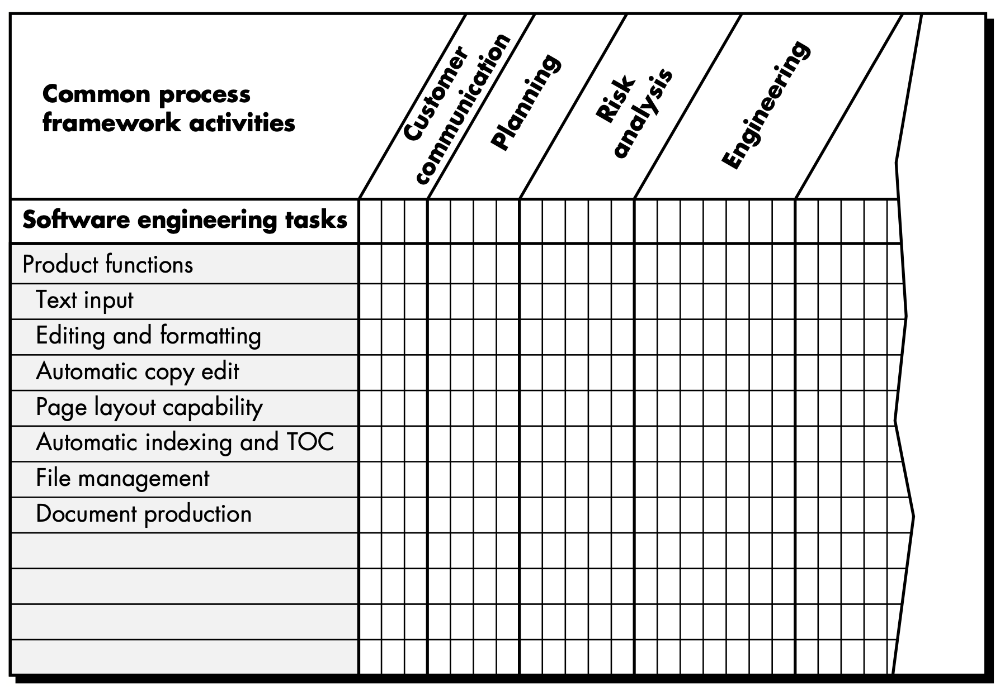 Common process
framework activities
Customer
communication
Planning
Risk
analysis
Engineering
Software engineering tasks
Product functions
Text input
Editing and formatting
Automatic copy edit
Page layout capability
Automatic indexing and TOC
File management
Document production